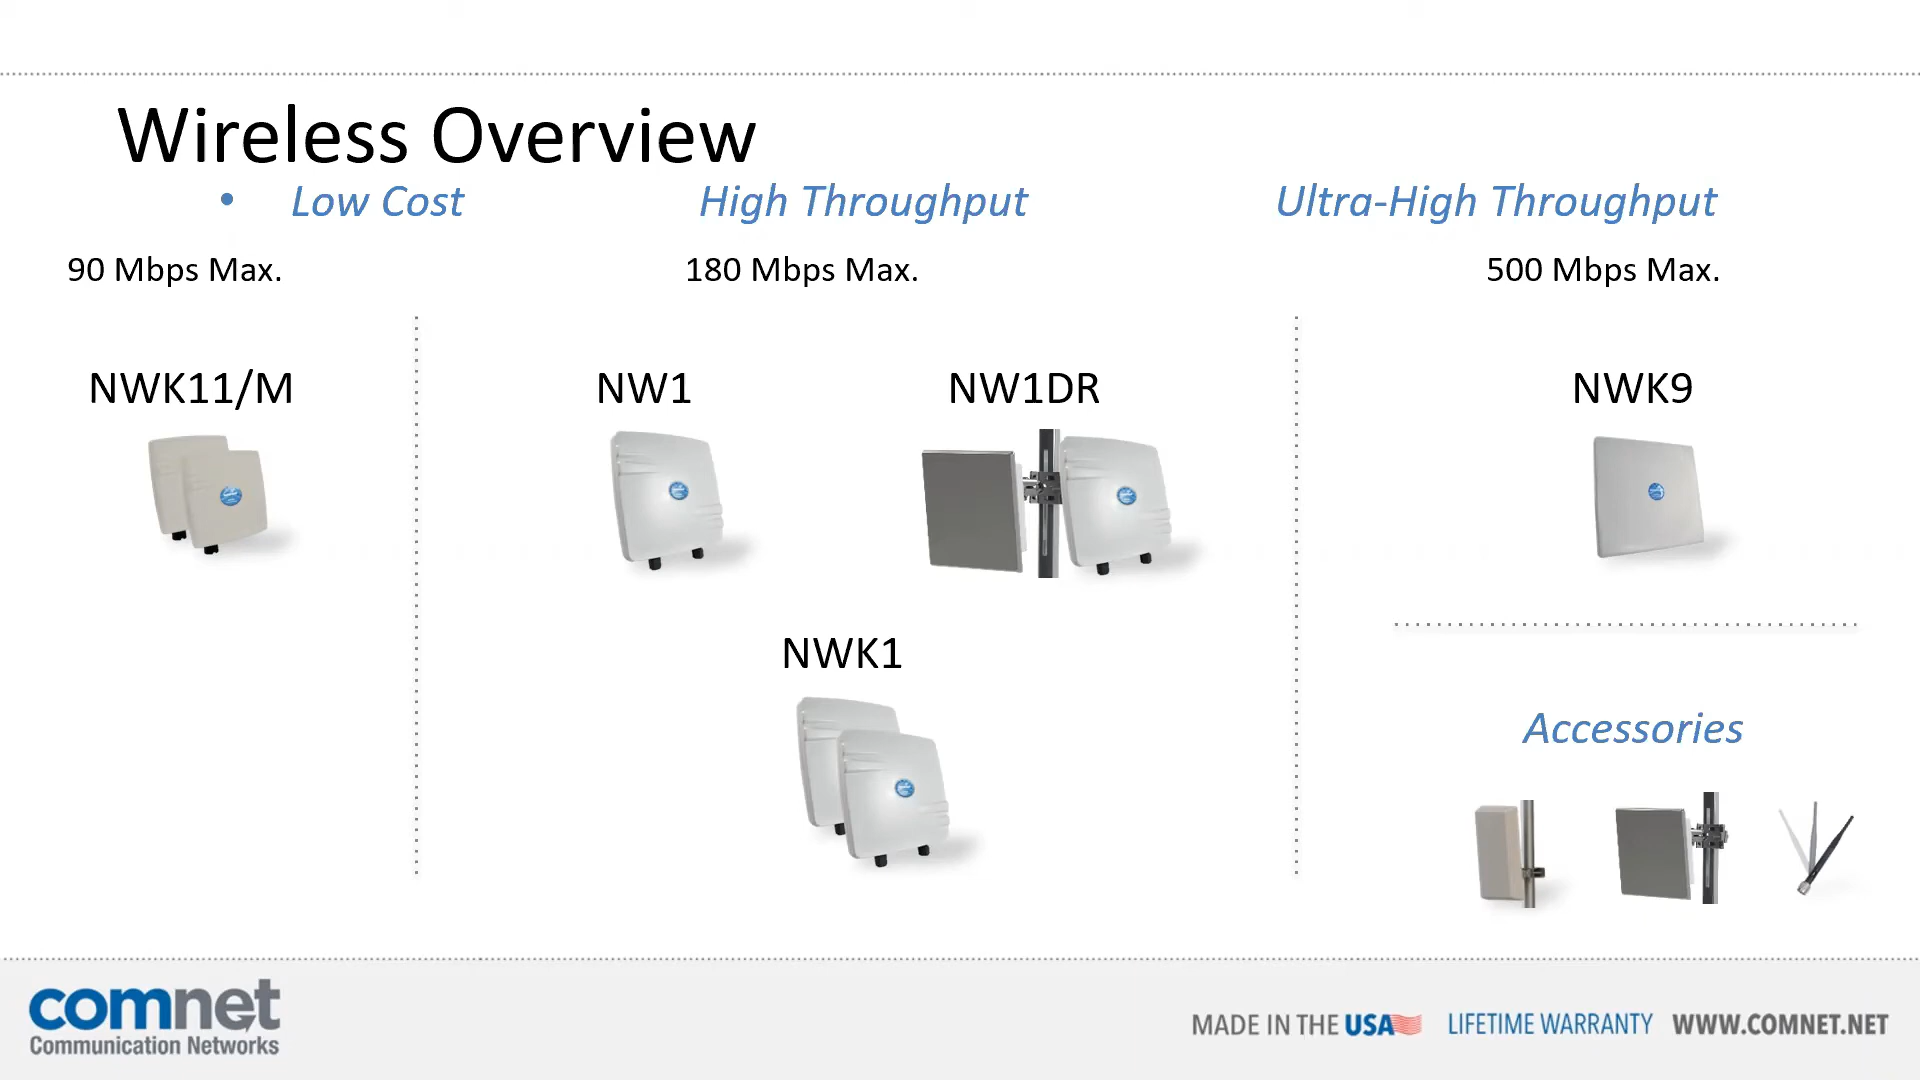 Wireless Overview
• Low Cost
High Throughput
Ultra-High Throughput
90 Mbps Max.
180 Mbps Max.
500 Mbps Max.
NWK11/M
NW1
NW1DR
NWK9
NWK1
Accessories
comnet
Communication Networks
MADE IN THE USA
LIFETIME WARRANTY
WWW.COMNET.NET